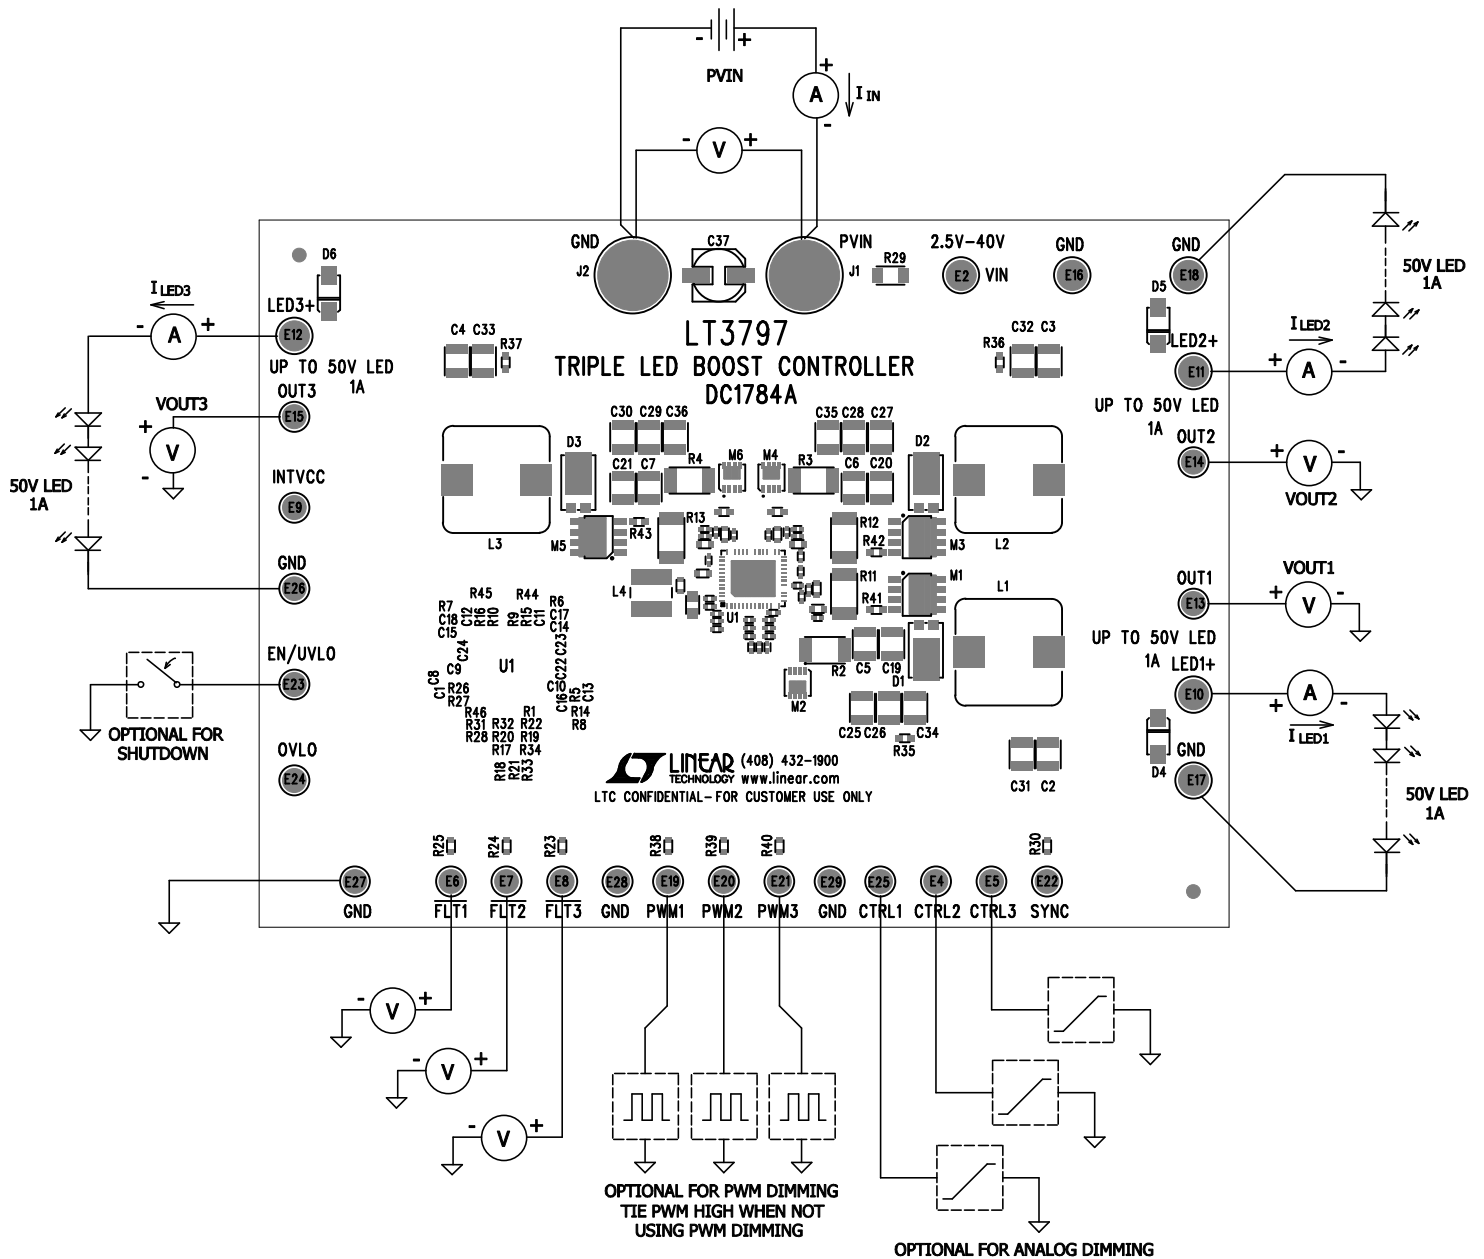 - +
PVIN
+
A
I IN
-
- V +
GND
J2
C37
PVIN
J1
R29
2.5V-40V
E2 VIN
GND
E16
GND
E18
50V LED
1A
D6
I LED3
- A +
LED3+
E12
UP TO 50V LED
1A
OUT3
E15
VOUT3
+
V
-
50V LED
1A
INTVCC
E9
GND
E26
EN/UVLO
E23
OPTIONAL FOR
SHUTDOWN
OVLO
E24
LT3797
TRIPLE LED BOOST CONTROLLER
DC1784A
C4 C33
R37
C32 C3
R36
D5
LED2+
E11
I LED2
+ A -
UP TO 50V LED
1A
OUT2
E14
+ V -
VOUT2
C30 C29 C36
C35 C28 C27
D3
C21 C7
R4
M6 M4
R3
C6 C20
D2
L3
M5
R43
R13
R12
R42
M3
L2
L4
U1
R11
R41
M1
L1
OUT1
E13
VOUT1
+ V -
UP TO 50V LED
1A
LED1+
E10
+ A -
I LED1
GND
E17
D4
50V LED
1A
R45 R44
R7
C18
C15
C12
R16
R10
R9
R15
C11
R6
C17
C14
C24
C23
C9
U1
C22
C8
C1
R26
R27
C10
C16
R5
C13
R46
R31
R28
R32
R20
R17
R1
R22
R19
R34
R14
R8
R18
R21
R33
R2
C5 C19
D1
M2
C25 C26 C34
R35
C31 C2
LINEAR
TECHNOLOGY
(408) 432-1900
www.linear.com
LTC CONFIDENTIAL-FOR CUSTOMER USE ONLY
R25 R24 R23 R38 R39 R40 R30
E27 E6 E7 E8 E28 E19 E20 E21 E29 E25 E4 E5 E22
GND FLT1 FLT2 FLT3 GND PWM1 PWM2 PWM3 GND CTRL1 CTRL2 CTRL3 SYNC
- V +
- V +
- V +
OPTIONAL FOR PWM DIMMING
TIE PWM HIGH WHEN NOT
USING PWM DIMMING
OPTIONAL FOR ANALOG DIMMING